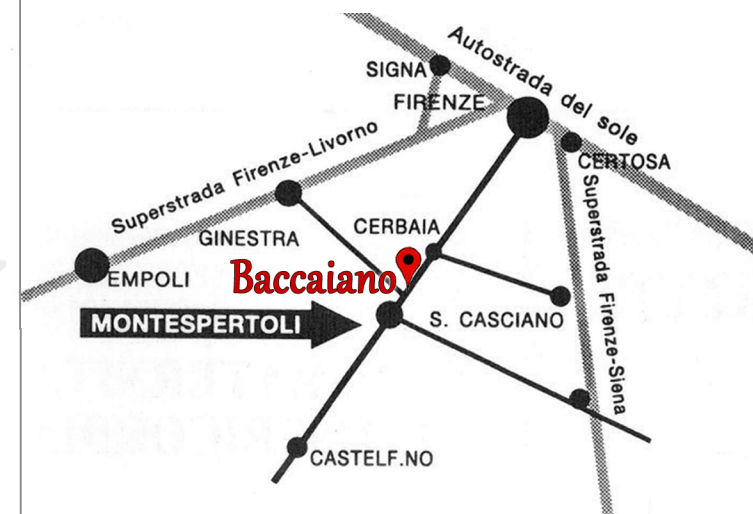 Autostrada del sole
SIGNA
FIRENZE
CERTOSA
Superstrada Firenze-Livorno
Superstrada Firenze-Siena
CERBAIA
GINESTRA
EMPOLI
Baccaiano
MONTESPERTOLI
S. CASCIANO
CASTELF.NO